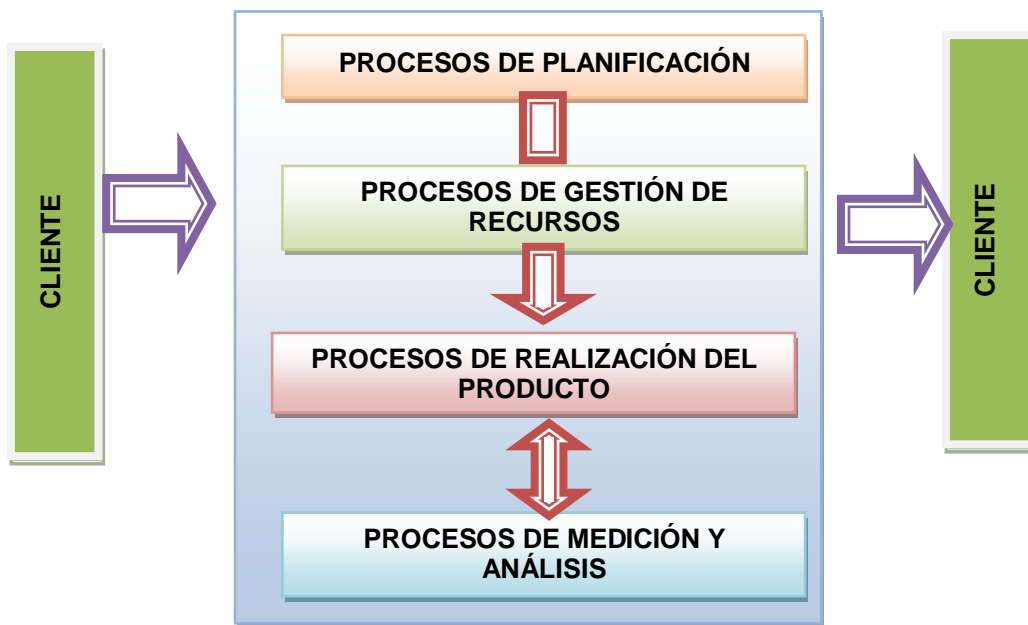 CLIENTE
PROCESOS DE PLANIFICACIÓN
PROCESOS DE GESTIÓN DE
RECURSOS
PROCESOS DE REALIZACIÓN DEL
PRODUCTO
PROCESOS DE MEDICIÓN Y
ANÁLISIS
CLIENTE